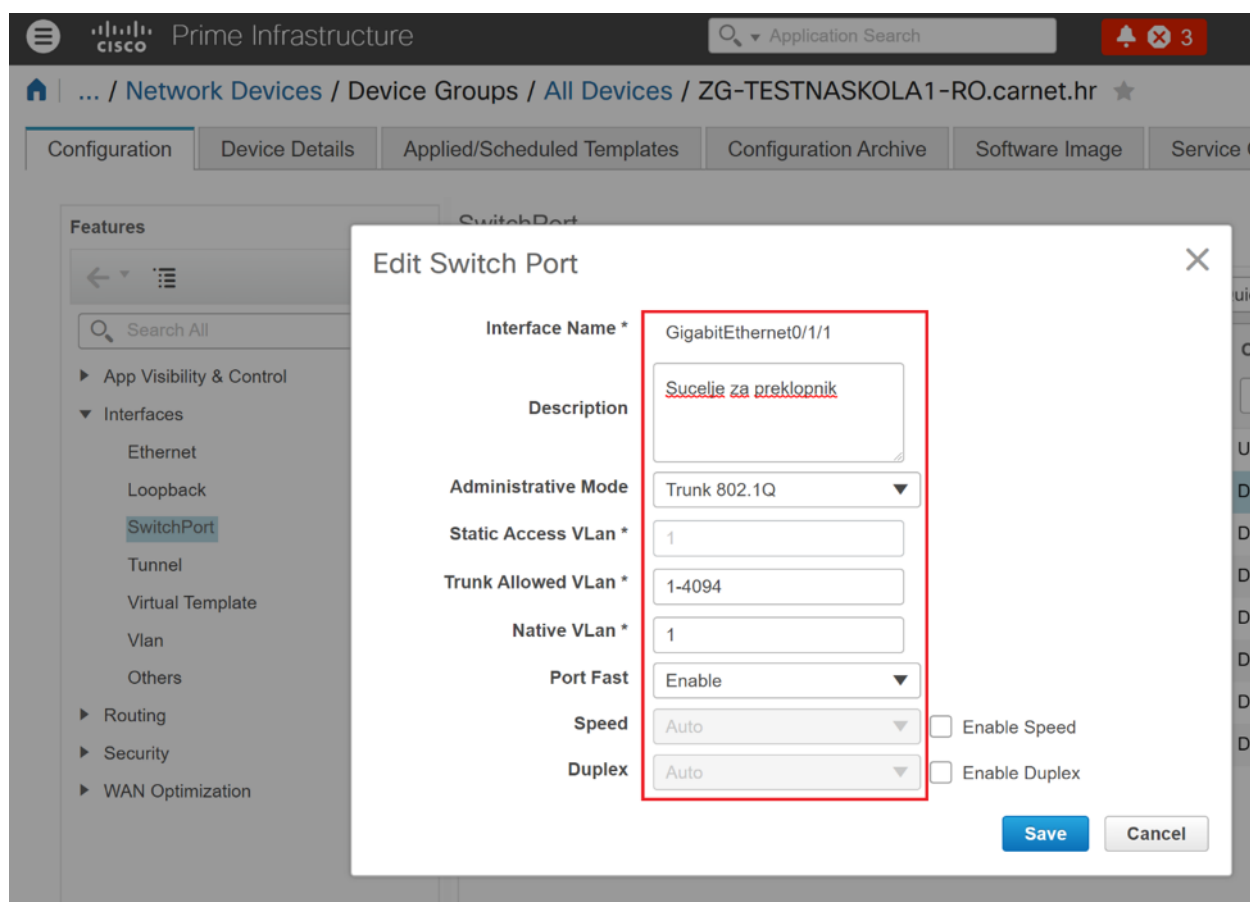 cisco Prime Infrastructure
Application Search
3
... / Network Devices / Device Groups / All Devices / ZG-TESTNASKOLA1-RO.carnet.hr
Configuration
Device Details
Applied/Scheduled Templates
Configuration Archive
Software Image
Service
Features
SwitchPort
Search All
App Visibility & Control
Interfaces
Ethernet
Loopback
SwitchPort
Tunnel
Virtual Template
Vlan
Others
Routing
Security
WAN Optimization
Edit Switch Port
Interface Name * GigabitEthernet0/1/1
Description Sucelje za preklopnik
Administrative Mode Trunk 802.1Q
Static Access VLan * 1
Trunk Allowed VLan * 1-4094
Native VLan * 1
Port Fast Enable
Speed Auto Enable Speed
Duplex Auto Enable Duplex
Save Cancel
U
D
D
D
D
D
D
D